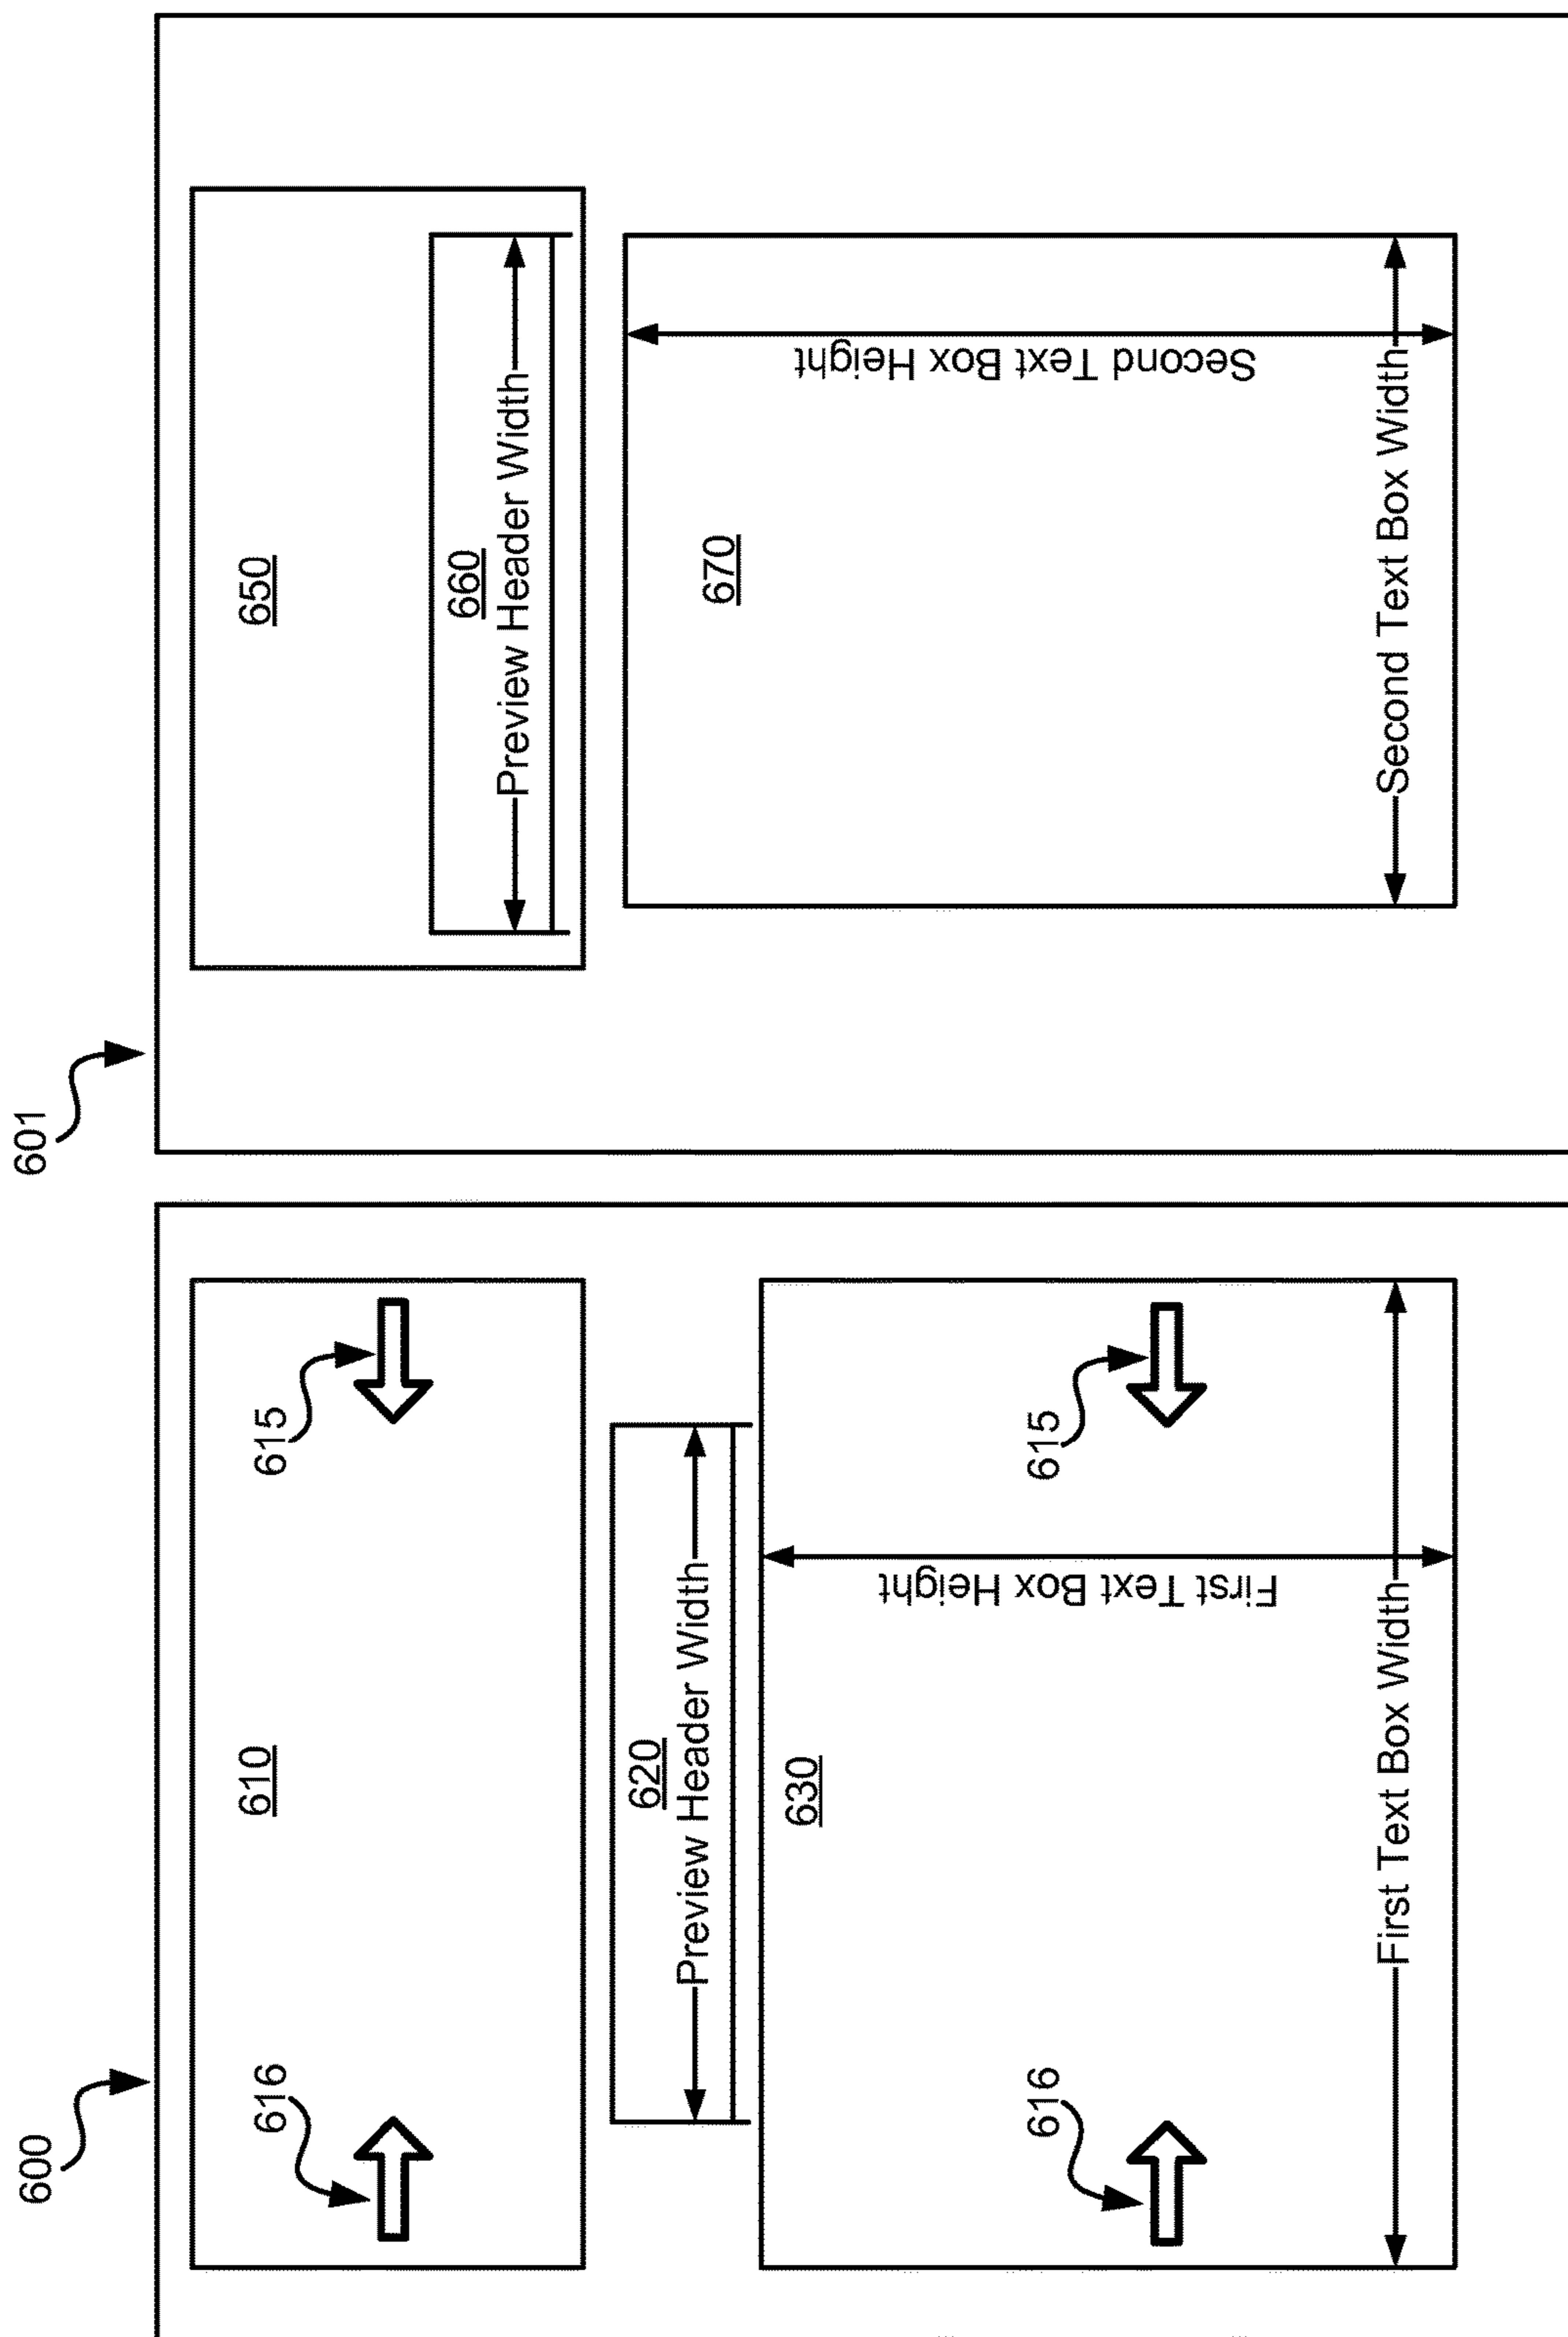 600
610
616
615
620
Preview Header Width
630
First Text Box Height
616
615
First Text Box Width
601
650
660
Preview Header Width
670
Second Text Box Height
Second Text Box Width